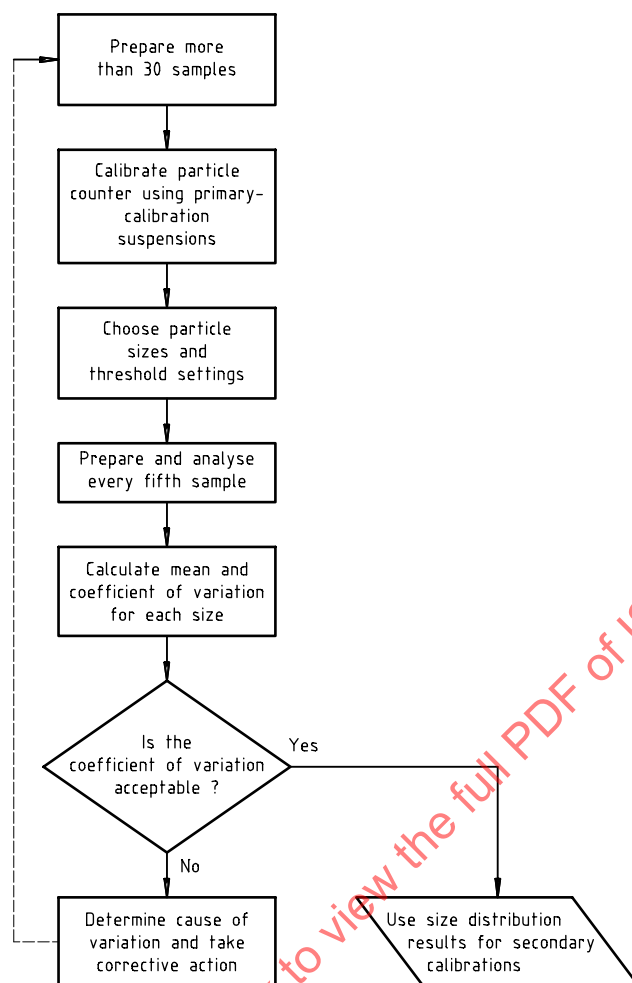 Prepare more
than 30 samples
Calibrate particle
counter using primary-
calibration
suspensions
Choose particle
sizes and
threshold settings
Prepare and analyse
every fifth sample
Calculate mean and
coefficient of variation
for each size
Is the
coefficient of variation
acceptable ?
Yes
No
Determine cause of
variation and take
corrective action
Use size distribution
results for secondary
calibrations
to view the full PDF of